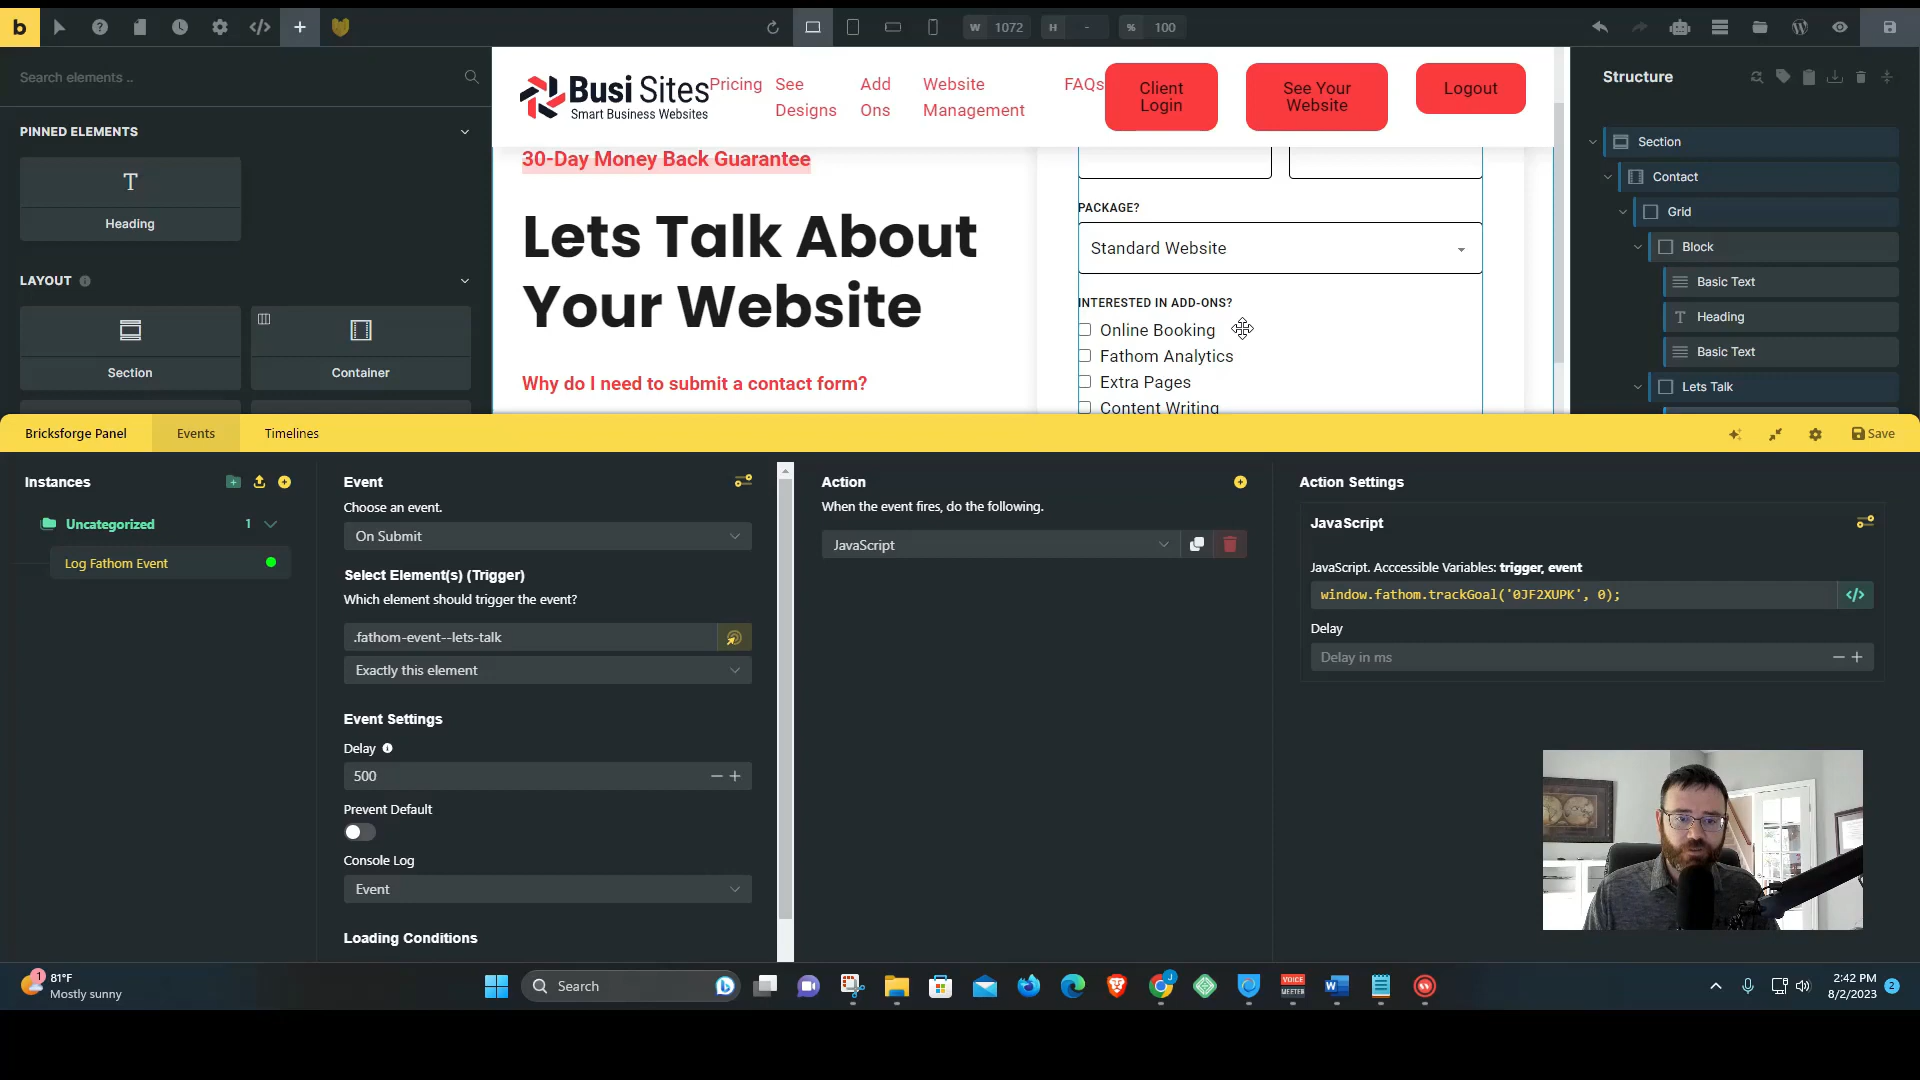 b
W 1072 H - % 100
Search elements ..
PINNED ELEMENTS
T
Heading
LAYOUT
Section
Container
Busi Sites
Smart Business Websites
Pricing
See Designs
Add Ons
Website Management
FAQs
Client Login
See Your Website
Logout
30-Day Money Back Guarantee
Lets Talk About
Your Website
Why do I need to submit a contact form?
PACKAGE?
Standard Website
INTERESTED IN ADD-ONS?
Online Booking
Fathom Analytics
Extra Pages
Content Writing
Structure
Section
Contact
Grid
Block
Basic Text
T Heading
Basic Text
Lets Talk
Bricksforge Panel
Events
Timelines
Save
Instances
Uncategorized 1
Log Fathom Event
Event
Choose an event.
On Submit
Select Element(s) (Trigger)
Which element should trigger the event?
.fathom-event--lets-talk
Exactly this element
Event Settings
Delay
500
Prevent Default
Console Log
Event
Loading Conditions
Action
When the event fires, do the following.
JavaScript
Action Settings
JavaScript
JavaScript. Acccessible Variables: trigger, event
window.fathom.trackGoal('0JF2XUPK', 0);
Delay
Delay in ms
1
81°F
Mostly sunny
Search
VOICE
MEETER
2:42 PM
8/2/2023
2